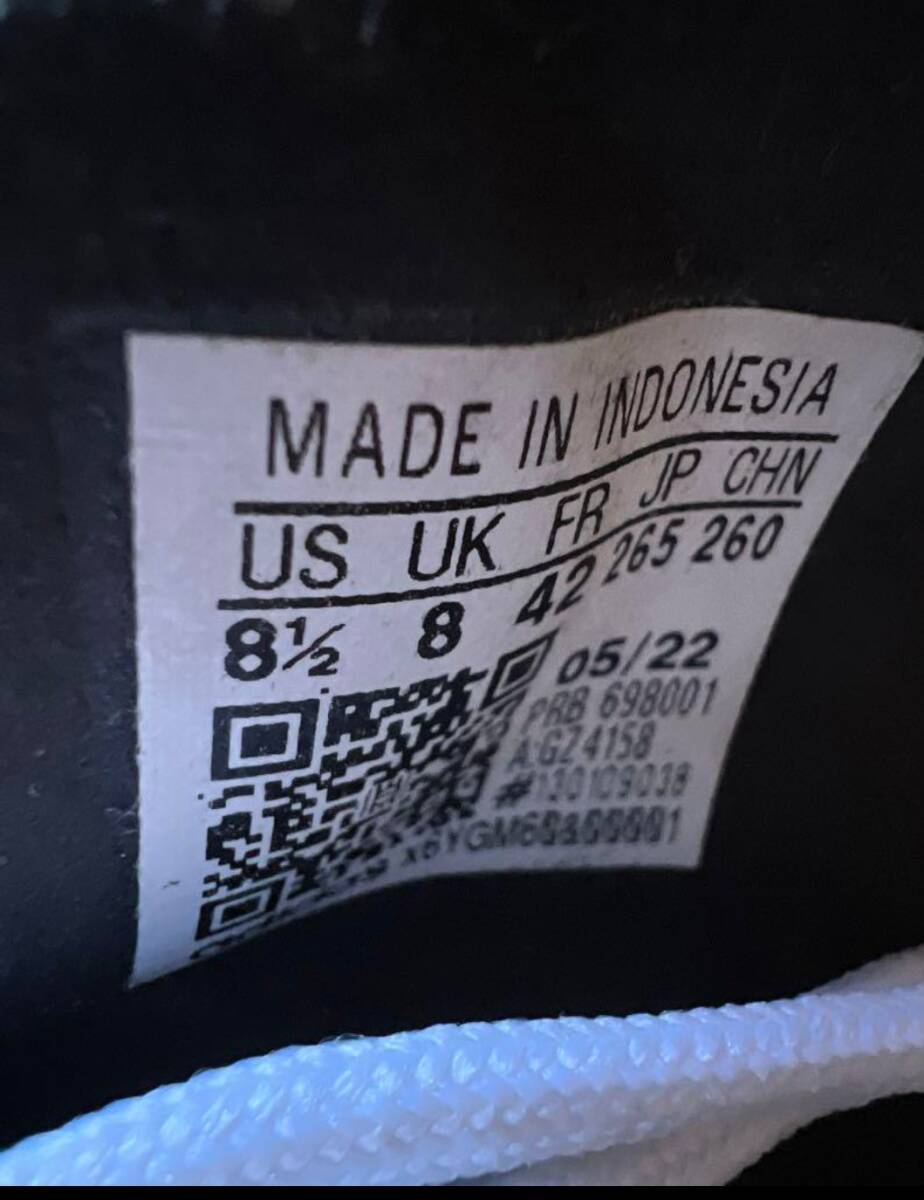 MADE IN INDONESIA
US UK FR JP CHN
8½ 8 42 265 260
05/22
PRB 698001
A:GZ4158
#130109038